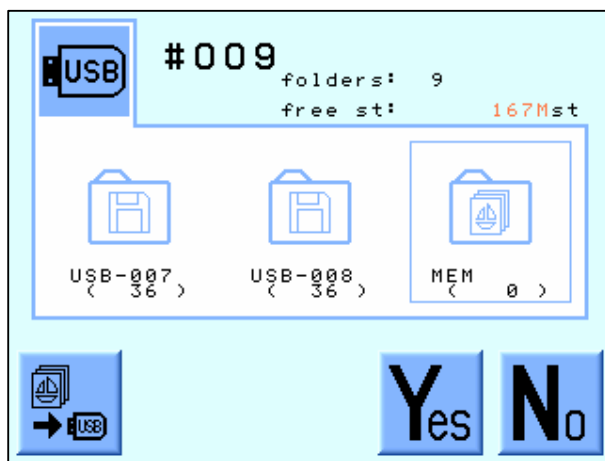 USB
#009
folders: 9
free st: 167Mst
USB-007
( 36 )
USB-008
( 36 )
MEM
( 0 )
USB
Yes
No